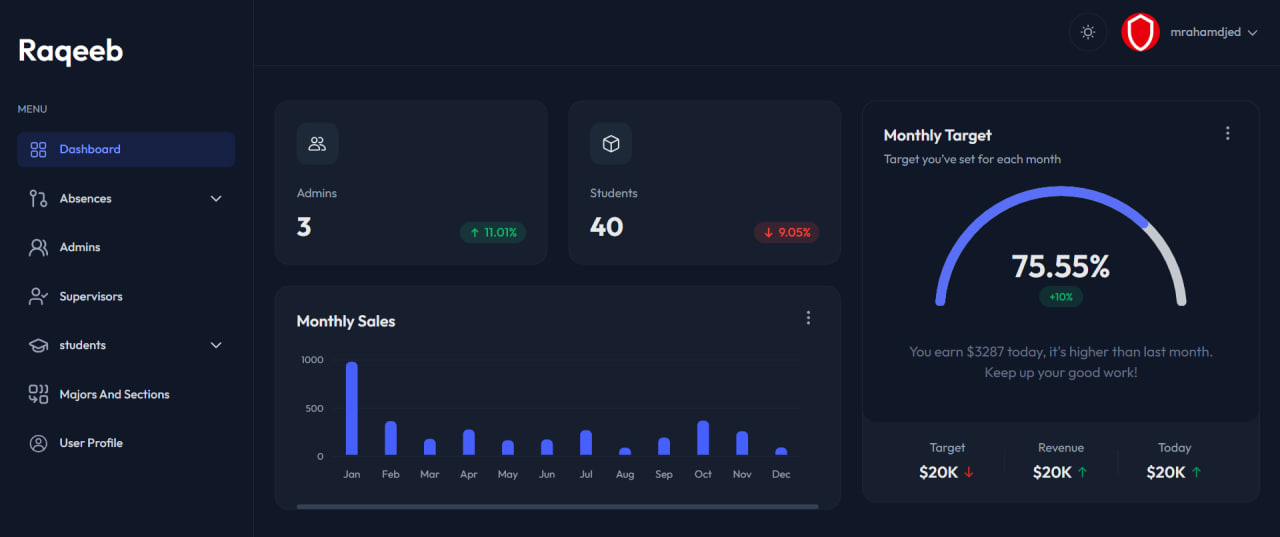 Raqeeb
mrahamdjed
MENU
Dashboard
Absences
Admins
Supervisors
students
Majors And Sections
User Profile
Admins
3
11.01%
Students
40
9.05%
Monthly Sales
1000
500
0
Jan Feb Mar Apr May Jun Jul Aug Sep Oct Nov Dec
Monthly Target
Target you've set for each month
75.55%
+10%
You earn $3287 today, it's higher than last month.
Keep up your good work!
Target Revenue Today
$20K $20K $20K